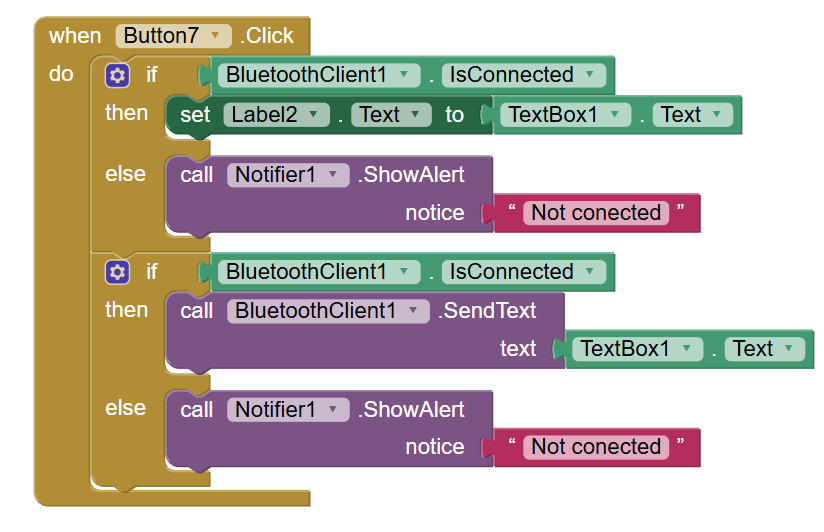 when Button7 .Click
do if BluetoothClient1 . IsConnected
then set Label2 . Text to TextBox1 . Text
else call Notifier1 .ShowAlert
notice “ Not conected ”
if BluetoothClient1 . IsConnected
then call BluetoothClient1 .SendText
text TextBox1 . Text
else call Notifier1 .ShowAlert
notice “ Not conected ”